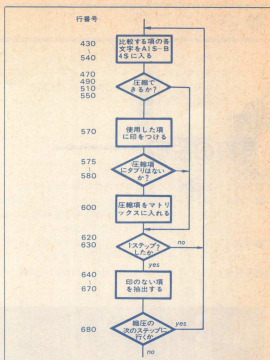 行番号
430
〜
540
比較する項の各
文字をA1$〜B
4$に入る
470
490
510
550
圧縮で
きるか?
570
使用した項
に印をつける
575
〜
580
圧縮項
にダブリはない
か?
600
圧縮項をマトリ
ックスに入れる
620
630
1ステップ?
したか
no
yes
640
〜
670
印のない項
を抽出する
680
縮圧の
次のステップに
行くか
yes
no